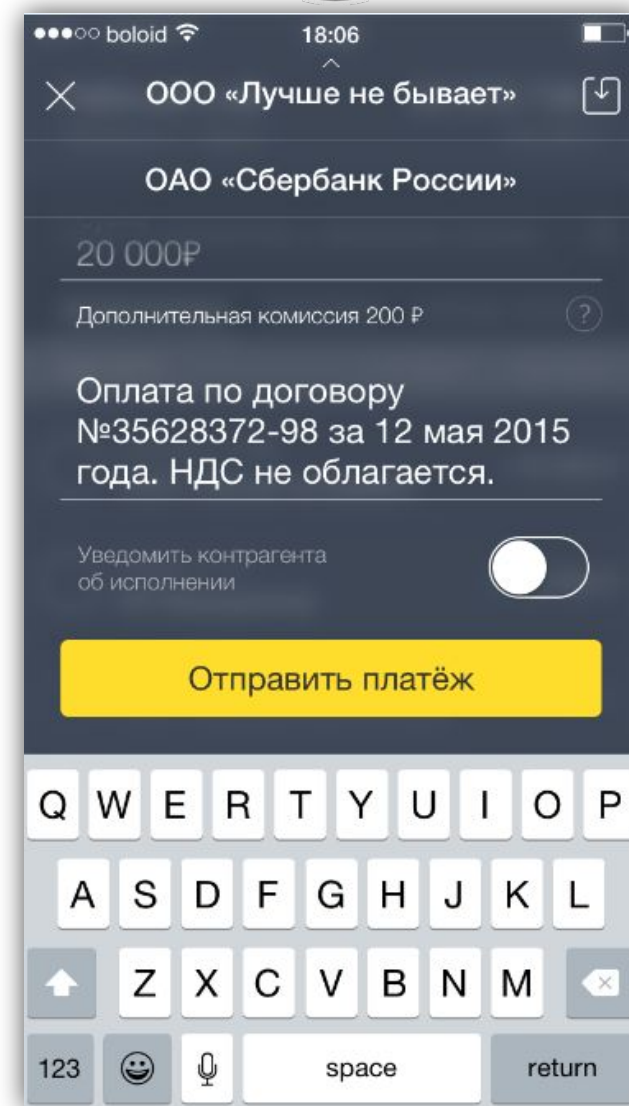 boloid 18:06
ООО «Лучше не бывает»
ОАО «Сбербанк России»
20 000₽
Дополнительная комиссия 200 ₽ ?
Оплата по договору
№35628372-98 за 12 мая 2015
года. НДС не облагается.
Уведомить контрагента
об исполнении
Отправить платёж
Q W E R T Y U I O P
A S D F G H J K L
Z X C V B N M
123 space return